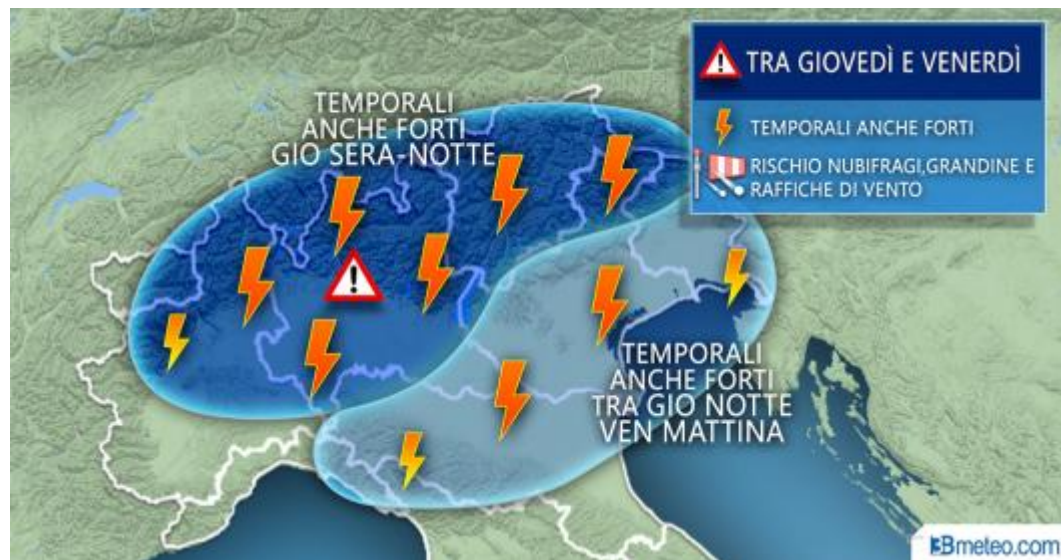 TRA GIOVEDÌ E VENERDÌ
TEMPORALI ANCHE FORTI
RISCHIO NUBIFRAGI,GRANDINE E
RAFFICHE DI VENTO
TEMPORALI
ANCHE FORTI
GIO SERA-NOTTE
TEMPORALI
ANCHE FORTI
TRA GIO NOTTE
VEN MATTINA
3Bmeteo.com